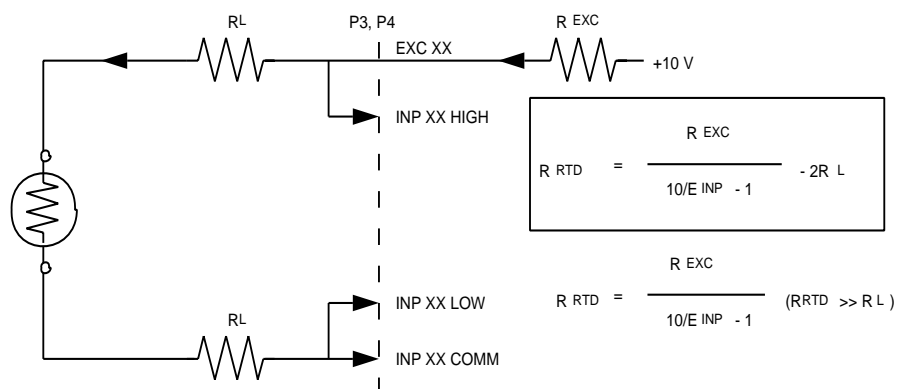 RL
P3, P4
R EXC
EXC XX
+10 V
INP XX HIGH
R EXC
R RTD = - 2R L
10/E INP - 1
R EXC
INP XX LOW
R RTD = (RRTD >> R L )
10/E INP - 1
RL
INP XX COMM